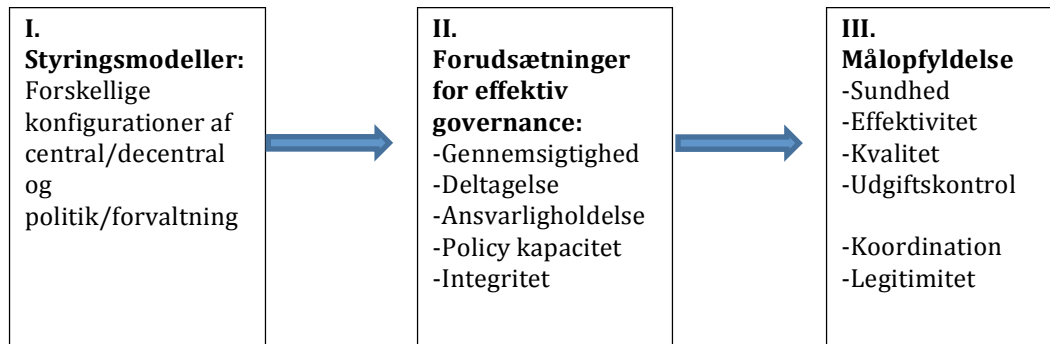 I.
Styringsmodeller:
Forskellige
konfigurationer af
central/decentral
og
politik/forvaltning
II.
Forudsætninger
for effektiv
governance:
-Gennemsigtighed
-Deltagelse
-Ansvarligholdelse
-Policy kapacitet
-Integritet
III.
Målopfyldelse
-Sundhed
-Effektivitet
-Kvalitet
-Udgiftskontrol
-Koordination
-Legitimitet